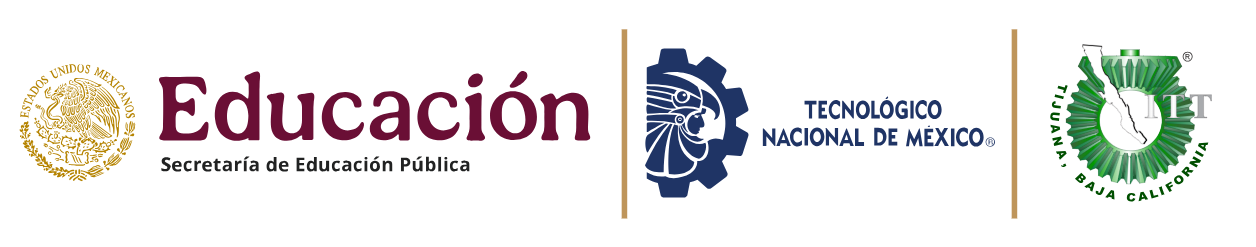 ESTADOS UNIDOS MEXICANOS
Educación
Secretaría de Educación Pública
TECNOLÓGICO
NACIONAL DE MÉXICO®
®
ITT
TIJUANA, BAJA CALIFORNIA